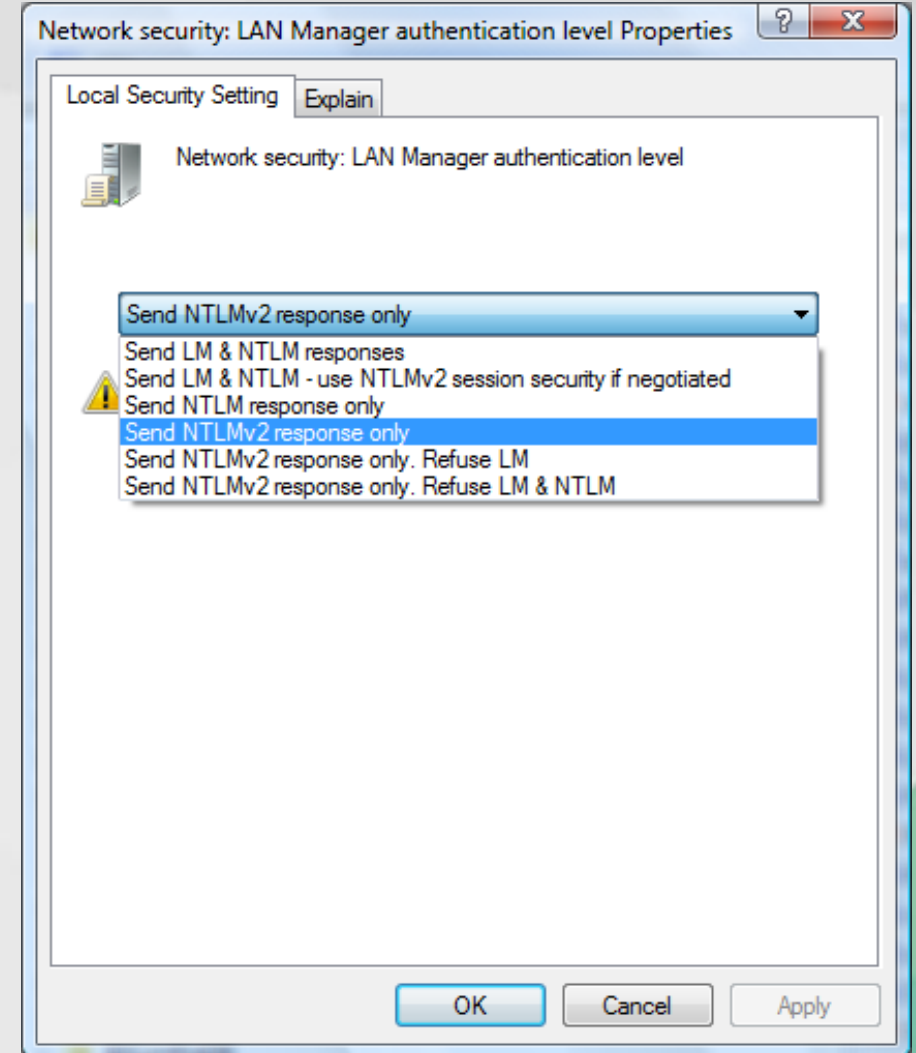 Network security: LAN Manager authentication level Properties
Local Security Setting
Explain
Network security: LAN Manager authentication level
Send NTLMv2 response only
Send LM & NTLM responses
Send LM & NTLM - use NTLMv2 session security if negotiated
Send NTLM response only
Send NTLMv2 response only
Send NTLMv2 response only. Refuse LM
Send NTLMv2 response only. Refuse LM & NTLM
OK
Cancel
Apply